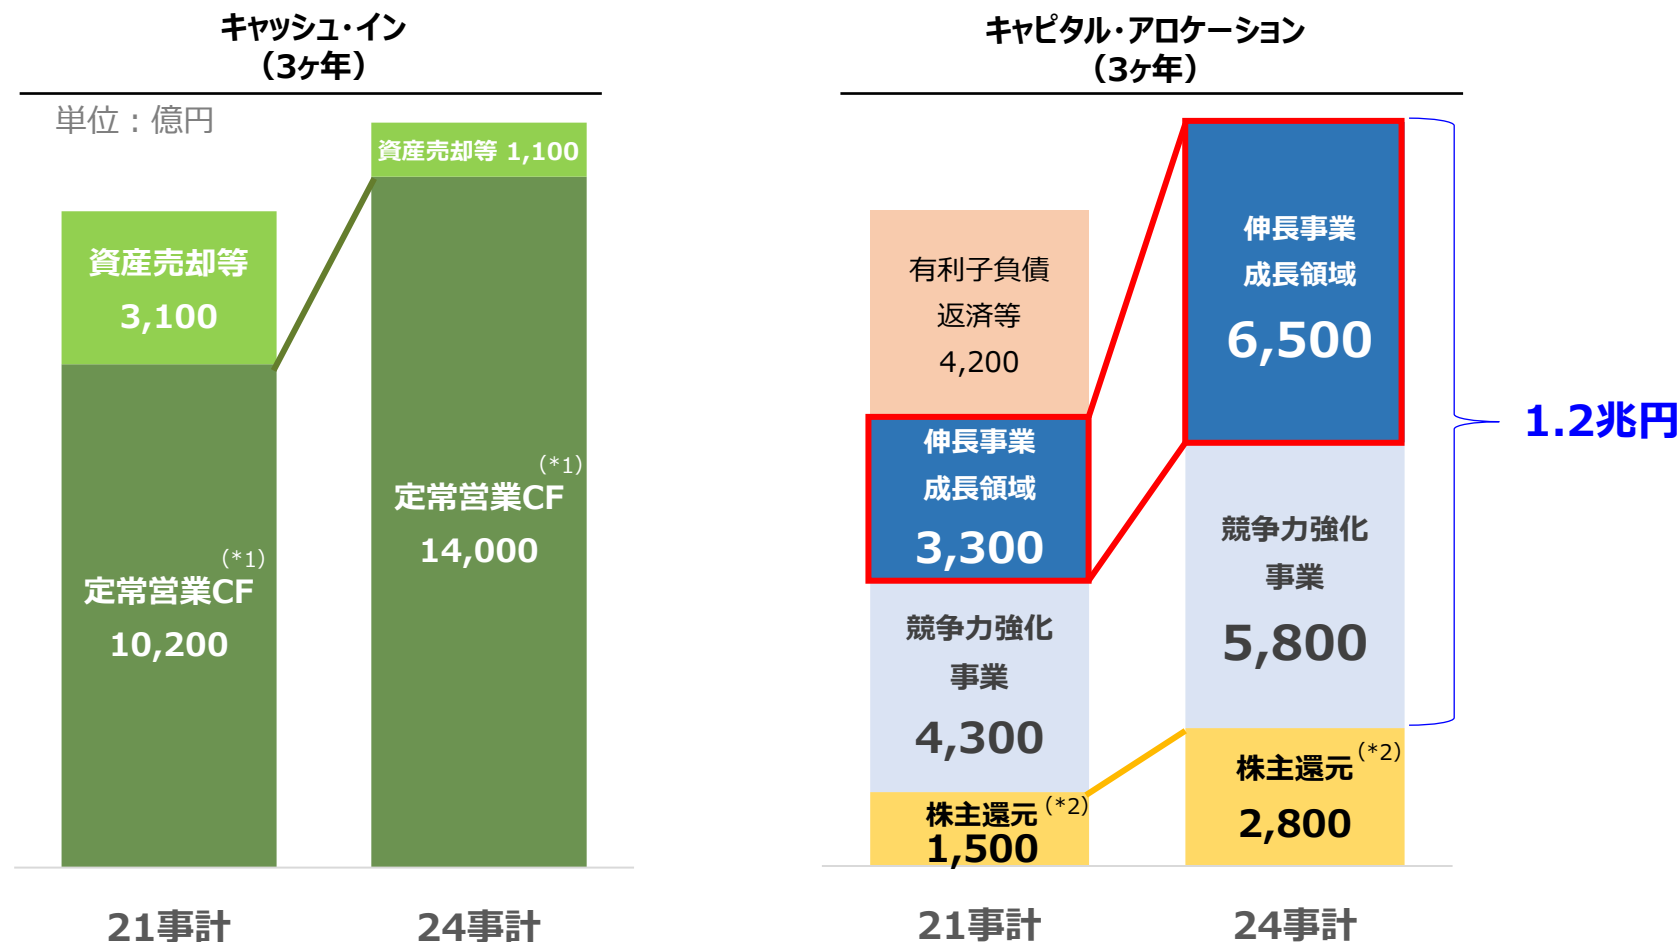 キャッシュ・イン
（3ヶ年）
単位：億円
資産売却等
3,100
(*1)
定常営業CF
10,200
21事計
資産売却等 1,100
(*1)
定常営業CF
14,000
24事計
キャピタル・アロケーション
（3ヶ年）
有利子負債
返済等
4,200
伸長事業
成長領域
3,300
競争力強化
事業
4,300
株主還元(*2)
1,500
21事計
伸長事業
成長領域
6,500
競争力強化
事業
5,800
株主還元(*2)
2,800
24事計
1.2兆円